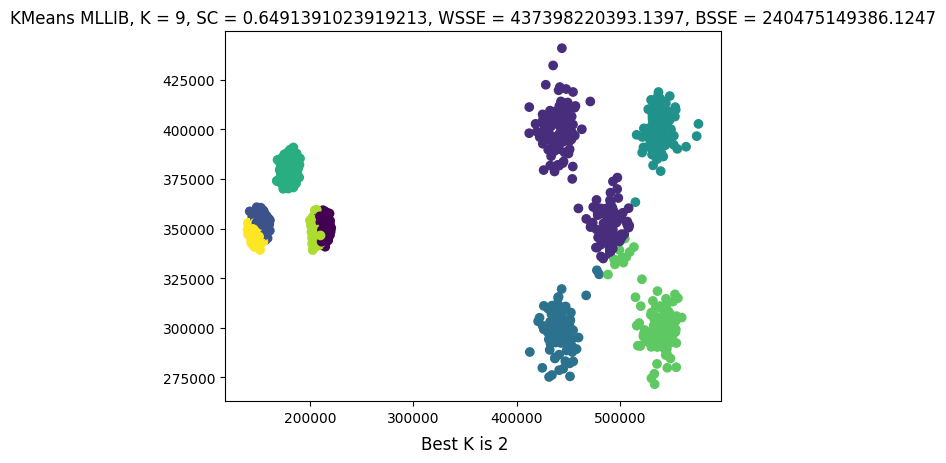 KMeans MLLIB, K = 9, SC = 0.6491391023919213, WSSE = 437398220393.1397, BSSE = 240475149386.1247
425000
400000
375000
350000
325000
300000
275000
200000 300000 400000 500000
Best K is 2